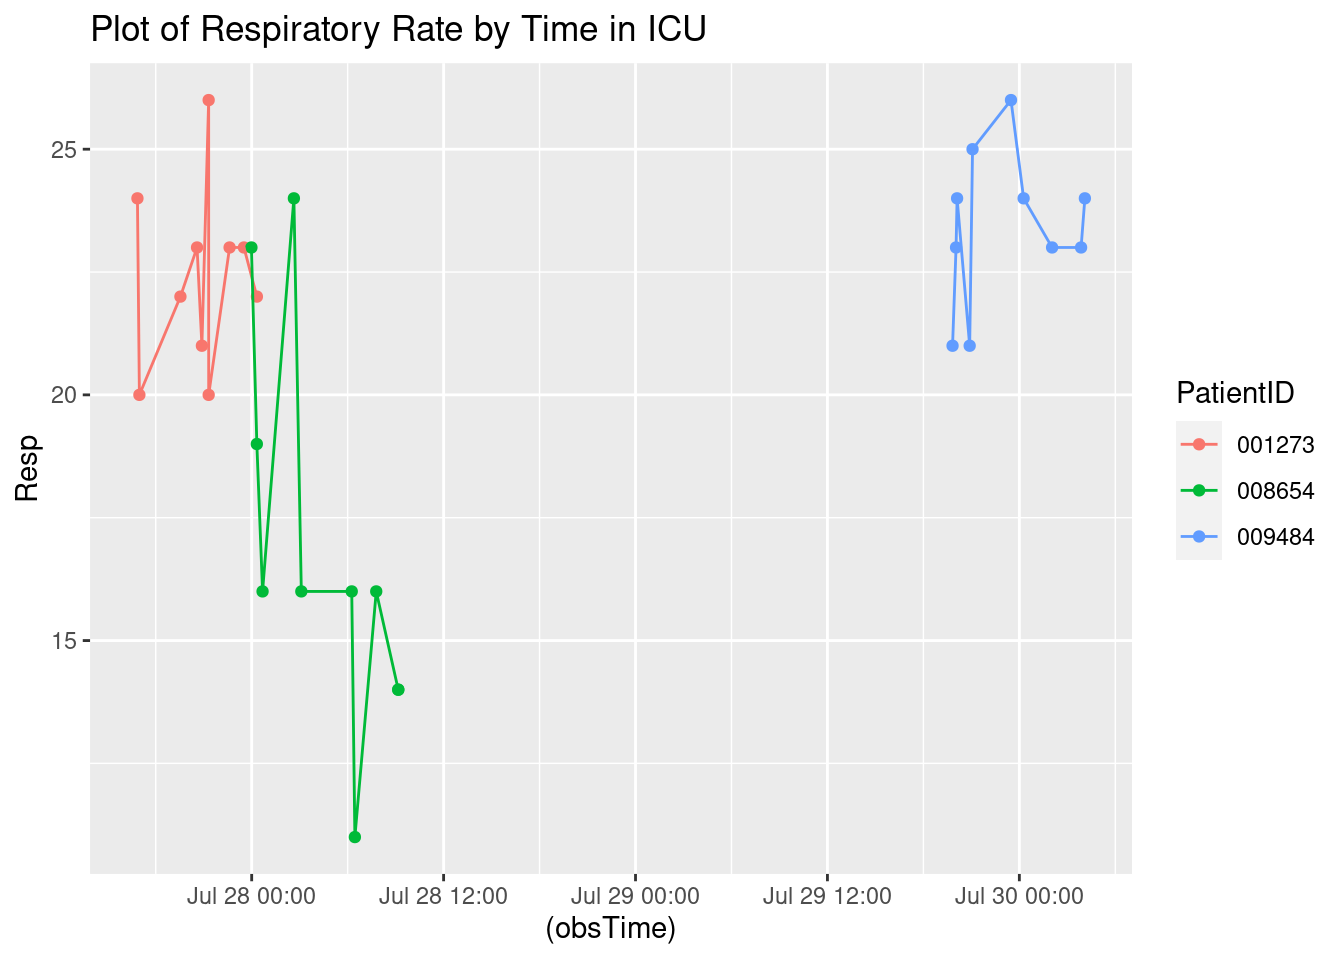 Plot of Respiratory Rate by Time in ICU
25
20
15
Resp
Jul 28 00:00
Jul 28 12:00
Jul 29 00:00
Jul 29 12:00
Jul 30 00:00
(obsTime)
PatientID
001273
008654
009484